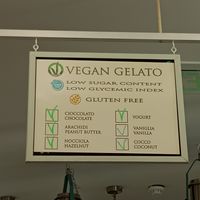 VEGAN GELATO
LOW SUGAR CONTENT
LOW GLYCEMIC INDEX
GLUTEN FREE
CIOCCOLATO
CHOCOLATE
ARACHIDI
PEANUT BUTTER
NOCCIOLA
HAZELNUT
YOGURT
VANIGLIA
VANILLA
COCCO
COCONUT